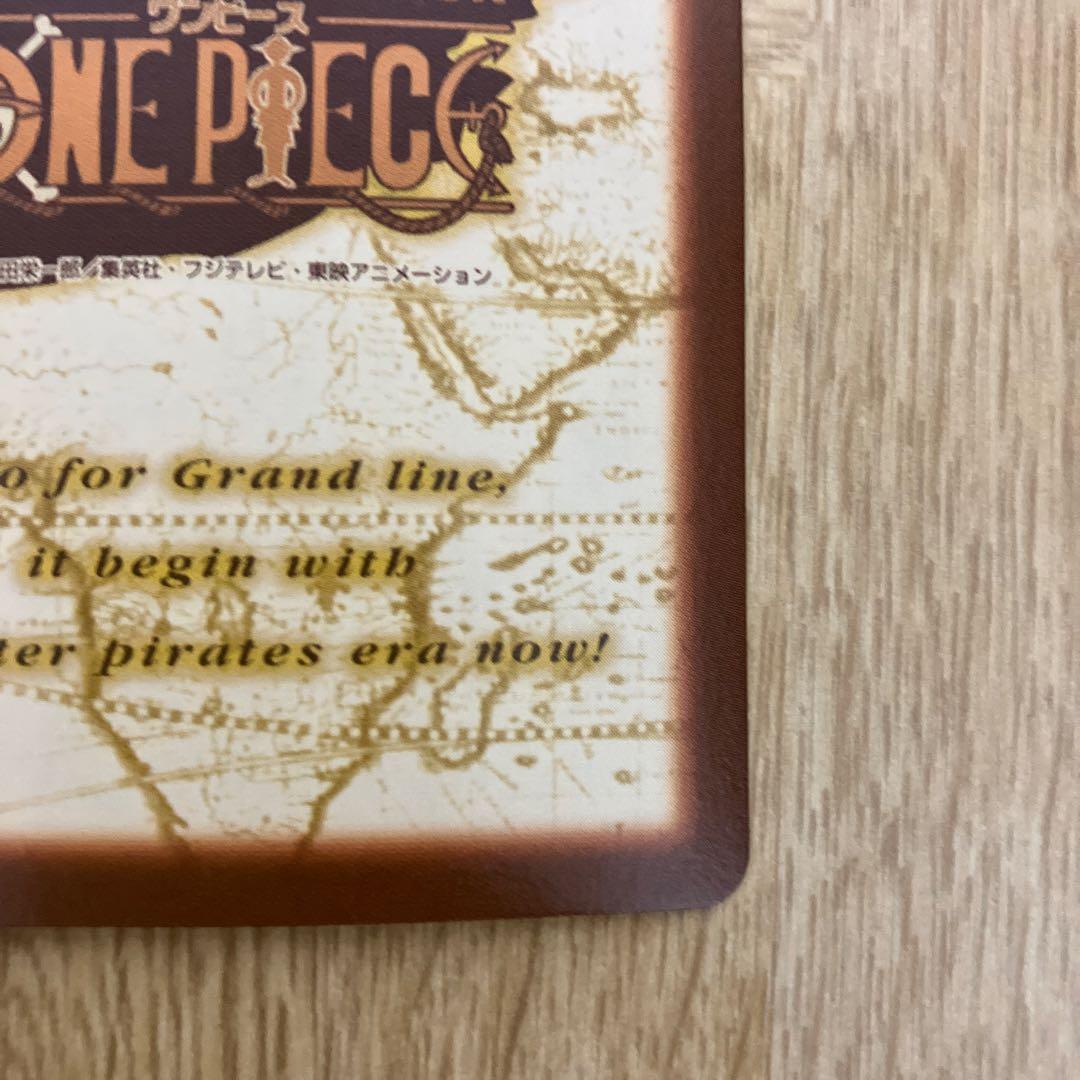 ワンピース
ONE PIECE
田栄一郎／集英社・フジテレビ・東映アニメーション
o for Grand line,
it begin with
ter pirates era now!